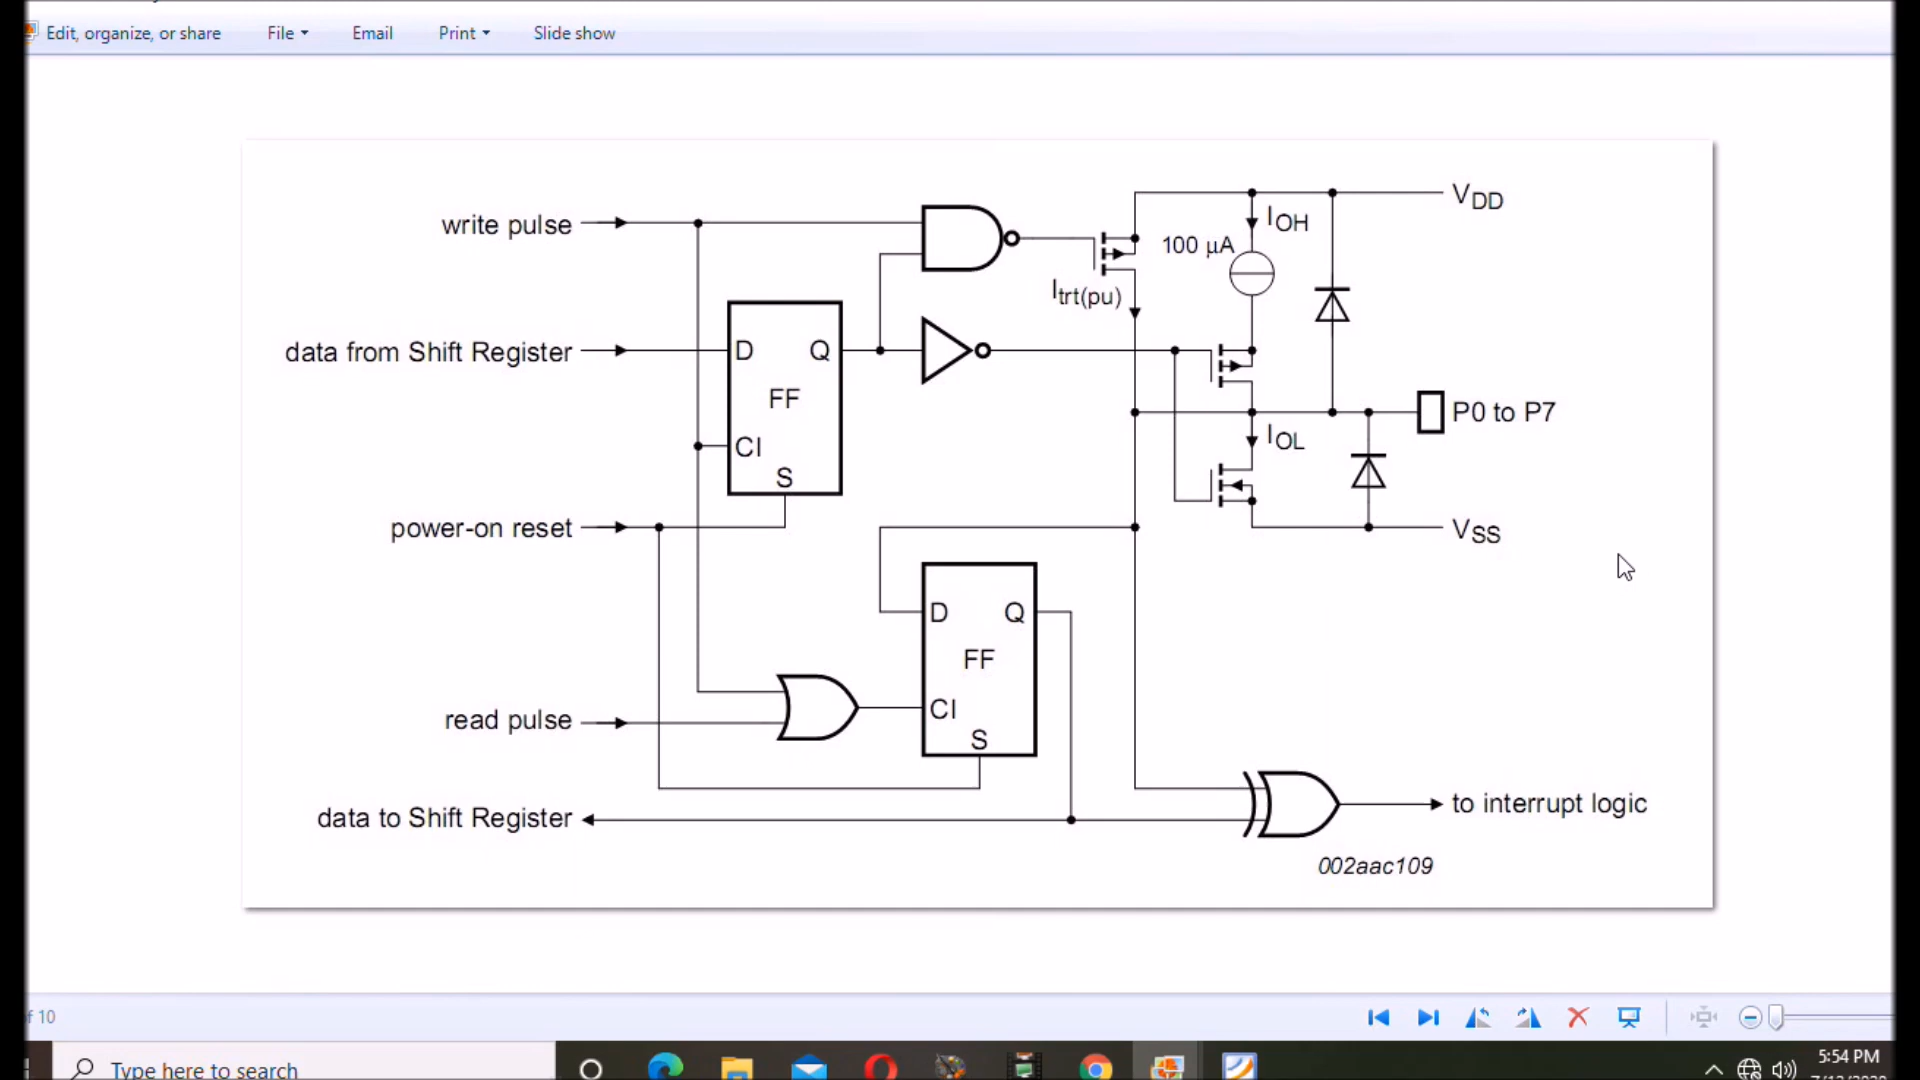 Edit, organize, or share File Email Print Slide show
write pulse
VDD
IOH
100 µA
Itrt(pu)
data from Shift Register
D Q
FF
CI
S
P0 to P7
IOL
power-on reset
VSS
D Q
FF
CI
S
read pulse
data to Shift Register
to interrupt logic
002aac109
of 10
Type here to search
5:54 PM